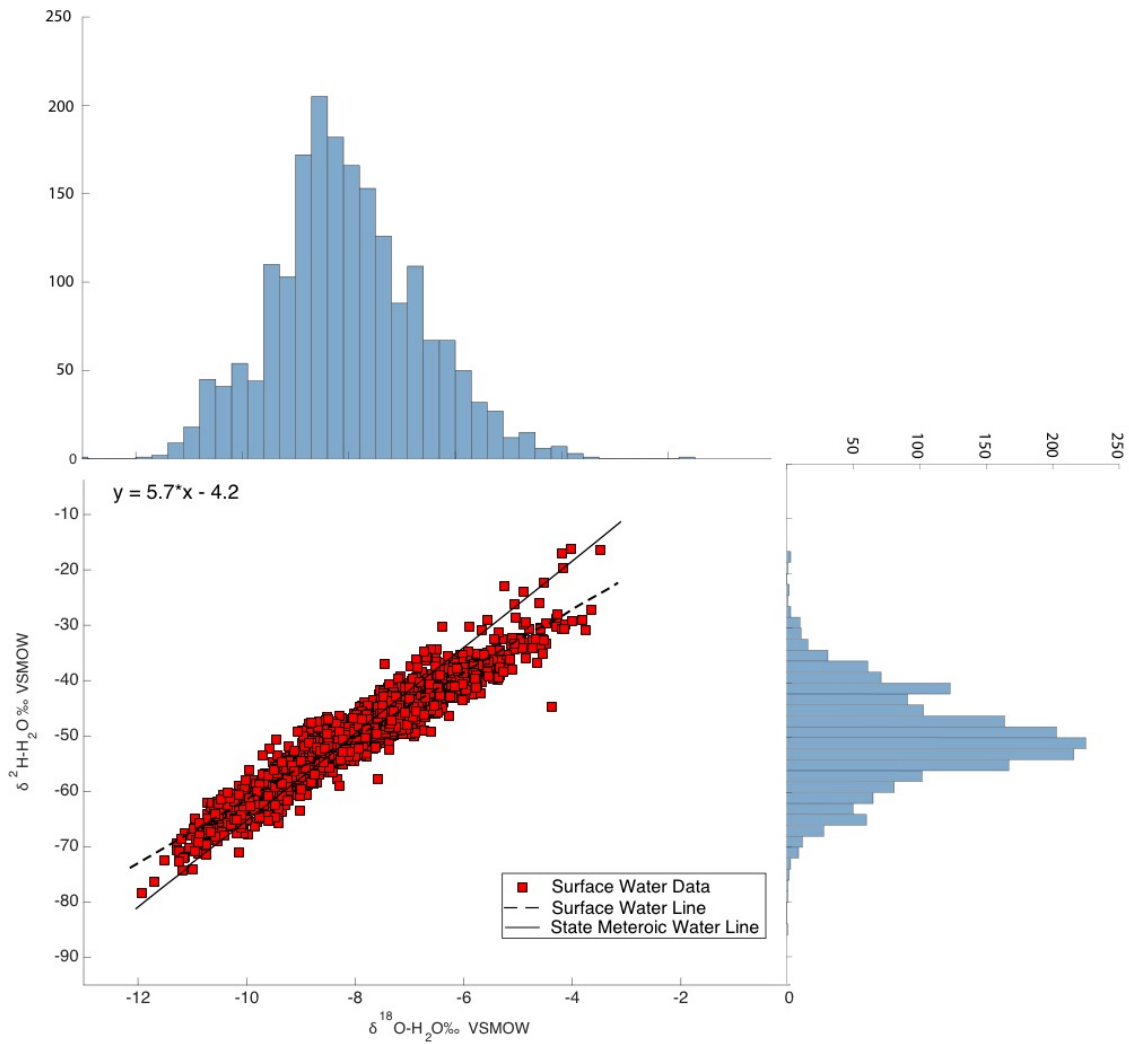 250
200
150
100
50
0
50 100 150 200 250
y = 5.7*x - 4.2
-10
-20
-30
-40
-50
-60
-70
-80
-90
δ ²H-H₂O‰ VSMOW
Surface Water Data
Surface Water Line
State Meteroic Water Line
-12 -10 -8 -6 -4 -2 0
δ ¹⁸O-H₂O‰ VSMOW